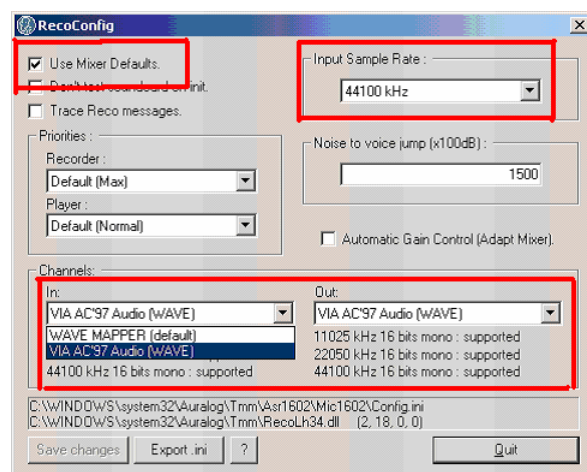 RecoConfig
Use Mixer Defaults.
Don't test soundboard on init.
Trace Reco messages.
Priorities :
Recorder :
Default (Max)
Player :
Default (Normal)
Input Sample Rate :
44100 kHz
Noise to voice jump (x100dB) :
1500
Automatic Gain Control (Adapt Mixer).
Channels:
In:
VIA AC'97 Audio (WAVE)
WAVE MAPPER (default)
VIA AC'97 Audio (WAVE)
44100 kHz 16 bits mono : supported
Out:
VIA AC'97 Audio (WAVE)
11025 kHz 16 bits mono : supported
22050 kHz 16 bits mono : supported
44100 kHz 16 bits mono : supported
C:\WINDOWS\system32\Auralog\Tmm\Asr1602\Mic1602\Config.ini
C:\WINDOWS\system32\Auralog\Tmm\RecoLh34.dll (2, 18, 0, 0)
Save changes
Export .ini
?
Quit